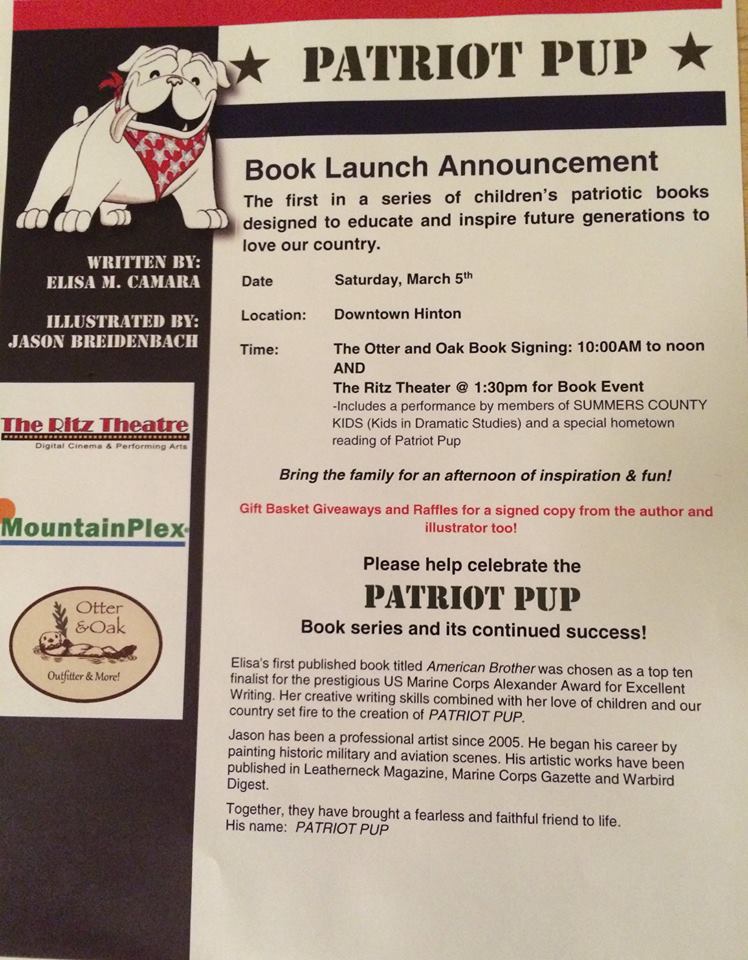 PATRIOT PUP
Book Launch Announcement
The first in a series of children's patriotic books
designed to educate and inspire future generations to
love our country.
WRITTEN BY:
ELISA M. CAMARA
ILLUSTRATED BY:
JASON BREIDENBACH
Date Saturday, March 5th
Location: Downtown Hinton
Time: The Otter and Oak Book Signing: 10:00AM to noon
AND
The Ritz Theater @ 1:30pm for Book Event
-Includes a performance by members of SUMMERS COUNTY
KIDS (Kids in Dramatic Studies) and a special hometown
reading of Patriot Pup
The Ritz Theatre
Digital Cinema & Performing Arts
MountainPlex
Otter
& Oak
Outfitter & More!
Bring the family for an afternoon of inspiration & fun!
Gift Basket Giveaways and Raffles for a signed copy from the author and
illustrator too!
Please help celebrate the
PATRIOT PUP
Book series and its continued success!
Elisa's first published book titled American Brother was chosen as a top ten
finalist for the prestigious US Marine Corps Alexander Award for Excellent
Writing. Her creative writing skills combined with her love of children and our
country set fire to the creation of PATRIOT PUP.
Jason has been a professional artist since 2005. He began his career by
painting historic military and aviation scenes. His artistic works have been
published in Leatherneck Magazine, Marine Corps Gazette and Warbird
Digest.
Together, they have brought a fearless and faithful friend to life.
His name: PATRIOT PUP